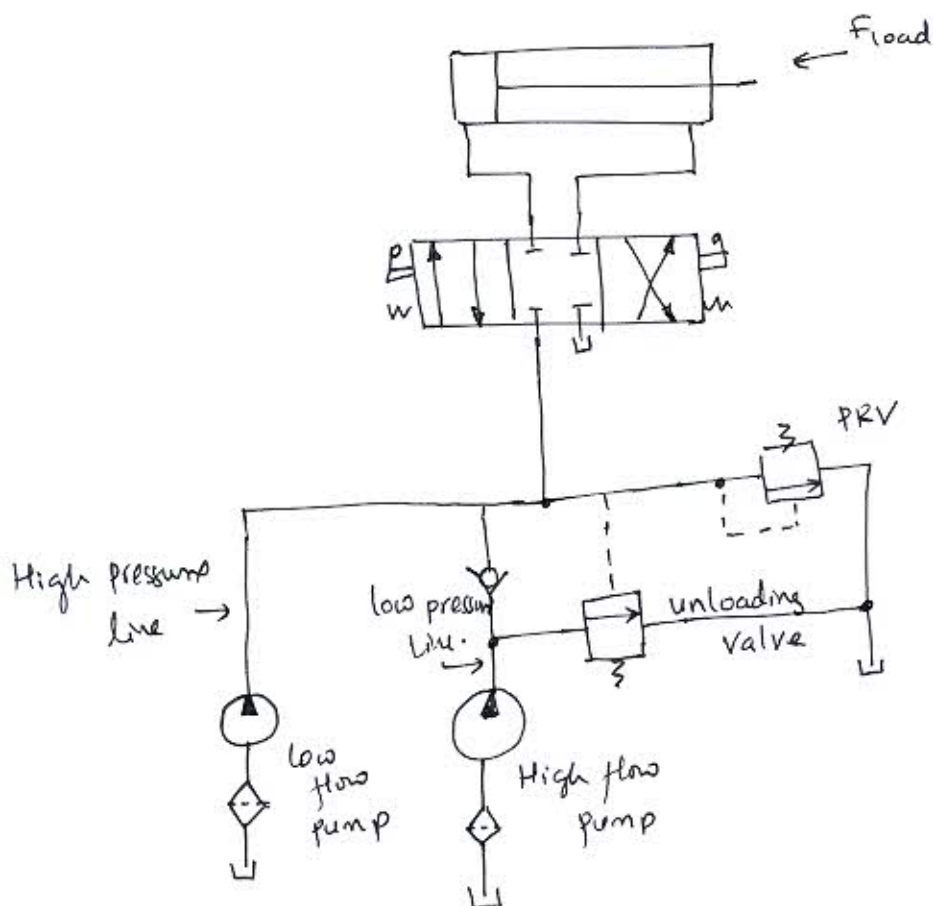 Fload
PRV
High pressure
line
low pressure
line.
unloading
valve
low
flow
pump
High flow
pump